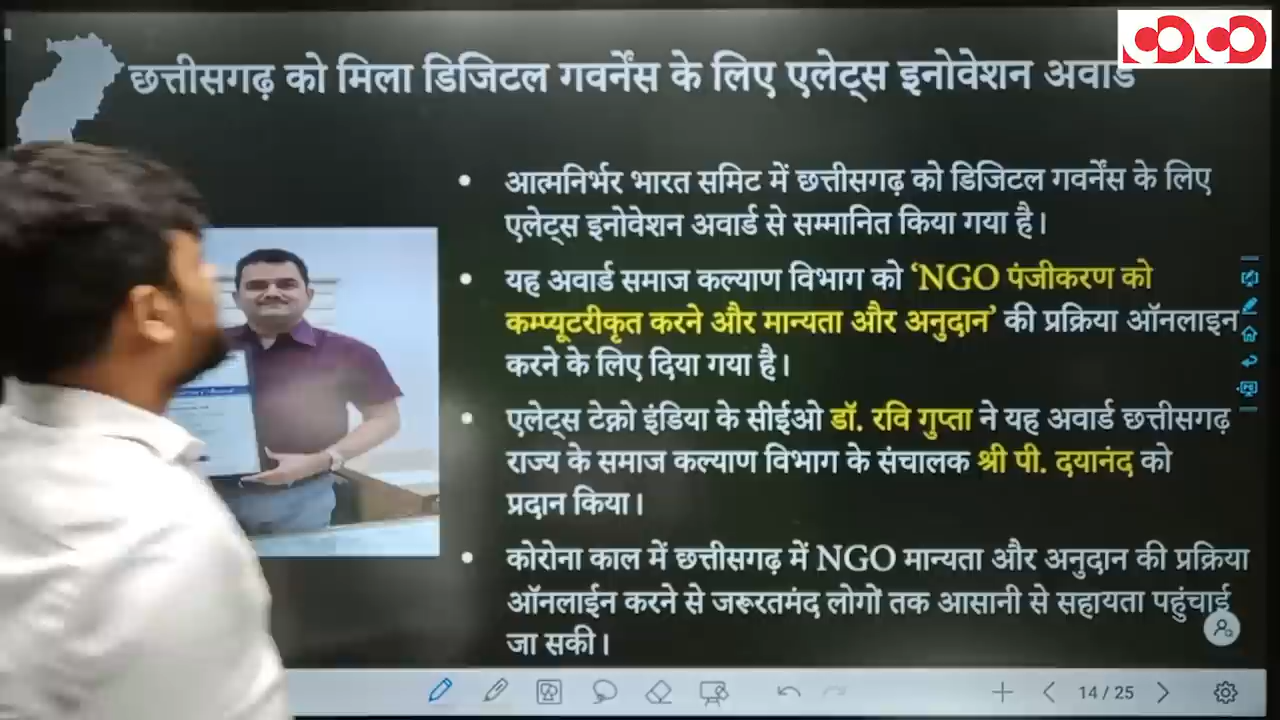 छत्तीसगढ़ को मिला डिजिटल गवर्नेंस के लिए एलेट्स इनोवेशन अवार्ड
आत्मनिर्भर भारत समिट में छत्तीसगढ़ को डिजिटल गवर्नेंस के लिए
एलेट्स इनोवेशन अवार्ड से सम्मानित किया गया है।
यह अवार्ड समाज कल्याण विभाग को ‘NGO पंजीकरण को
कम्प्यूटरीकृत करने और मान्यता और अनुदान’ की प्रक्रिया ऑनलाइन
करने के लिए दिया गया है।
एलेट्स टेक्नो इंडिया के सीईओ डॉ. रवि गुप्ता ने यह अवार्ड छत्तीसगढ़
राज्य के समाज कल्याण विभाग के संचालक श्री पी. दयानंद को
प्रदान किया।
कोरोना काल में छत्तीसगढ़ में NGO मान्यता और अनुदान की प्रक्रिया
ऑनलाईन करने से जरूरतमंद लोगों तक आसानी से सहायता पहुंचाई
जा सकी।
14 / 25